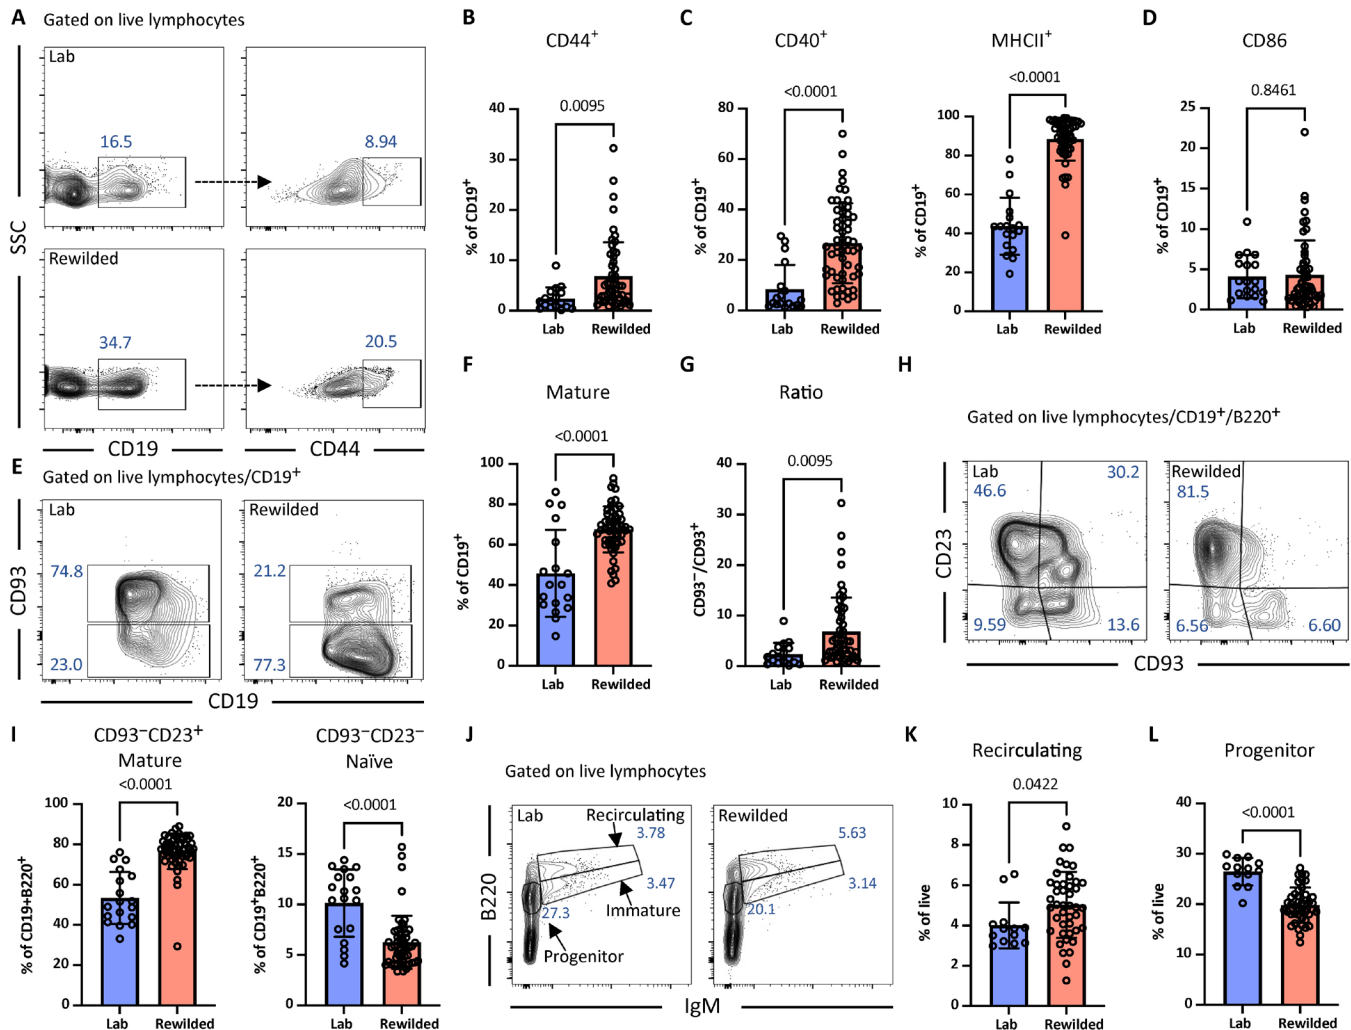 A
Gated on live lymphocytes
Lab
16.5
8.94
SSC
Rewilded
34.7
20.5
CD19
CD44
B
CD44⁺
0.0095
% of CD19⁺
40
30
20
10
0
Lab
Rewilded
C
CD40⁺
<0.0001
% of CD19⁺
80
60
40
20
0
Lab
Rewilded
MHCII⁺
<0.0001
% of CD19⁺
100
80
60
40
20
0
Lab
Rewilded
D
CD86
0.8461
% of CD19⁺
25
20
15
10
5
0
Lab
Rewilded
E
Gated on live lymphocytes/CD19⁺
Lab
74.8
23.0
Rewilded
21.2
77.3
CD93
CD19
F
Mature
<0.0001
% of CD19⁺
100
80
60
40
20
0
Lab
Rewilded
G
Ratio
0.0095
CD93⁻/CD93⁺
40
30
20
10
0
Lab
Rewilded
H
Gated on live lymphocytes/CD19⁺/B220⁺
Lab
46.6
30.2
9.59
13.6
Rewilded
81.5
6.56
6.60
CD23
CD93
I
CD93⁻CD23⁺
Mature
<0.0001
% of CD19+B220⁺
100
80
60
40
20
0
Lab
Rewilded
CD93⁻CD23⁻
Naïve
<0.0001
% of CD19⁺B220⁺
20
15
10
5
0
Lab
Rewilded
J
Gated on live lymphocytes
Lab
Recirculating
3.78
3.47
Immature
27.3
Progenitor
Rewilded
5.63
3.14
20.1
B220
IgM
K
Recirculating
0.0422
% of live
10
8
6
4
2
0
Lab
Rewilded
L
Progenitor
<0.0001
% of live
40
30
20
10
0
Lab
Rewilded